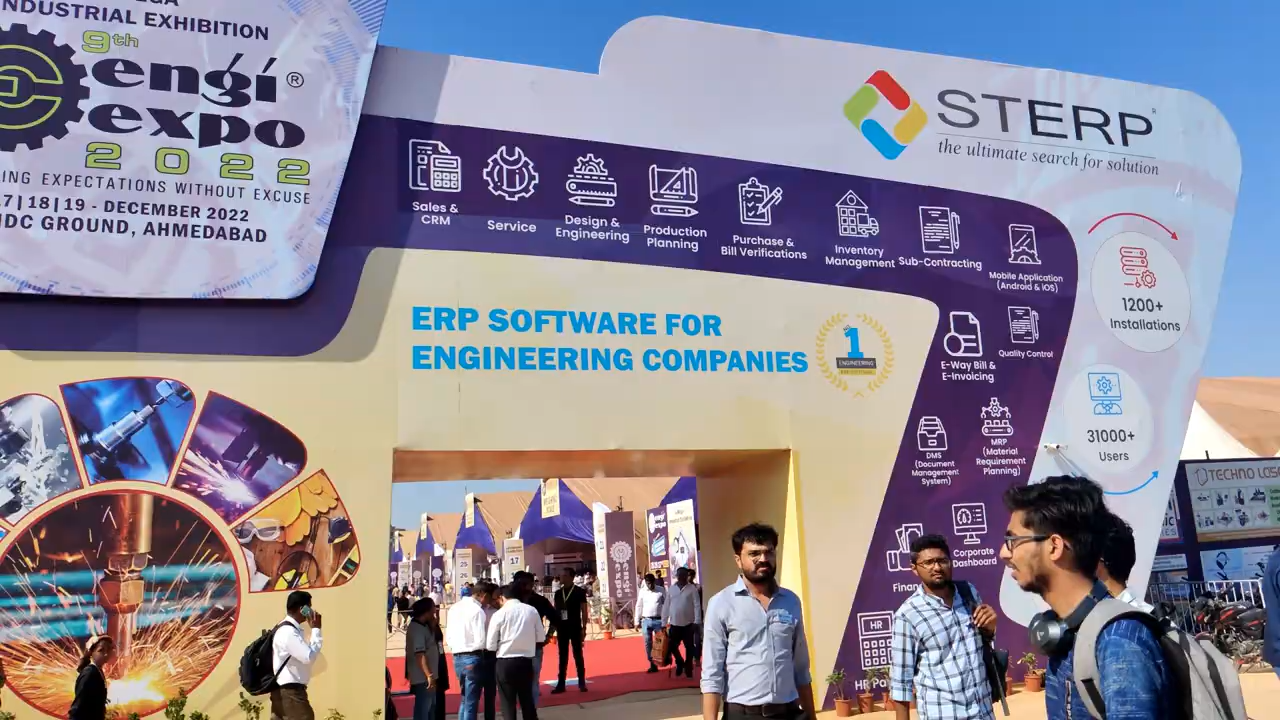 INDUSTRIAL EXHIBITION
9th
engi®
expo
2022
EXPECTATIONS WITHOUT EXCUSE
18|19 - DECEMBER 2022
GROUND, AHMEDABAD
STERP
the ultimate search for solution
Sales &
CRM
Service
Design &
Engineering
Production
Planning
Purchase &
Bill Verifications
Inventory
Management
Sub-Contracting
Mobile Application
(Android & iOS)
1200+
Installations
ERP SOFTWARE FOR
ENGINEERING COMPANIES
1
ENGINEERING
E-Way Bill &
E-Invoicing
Quality Control
31000+
Users
DMS
(Document
Management
System)
MRP
(Material
Requirement
Planning)
Corporate
Dashboard
HR
TECHNO
17